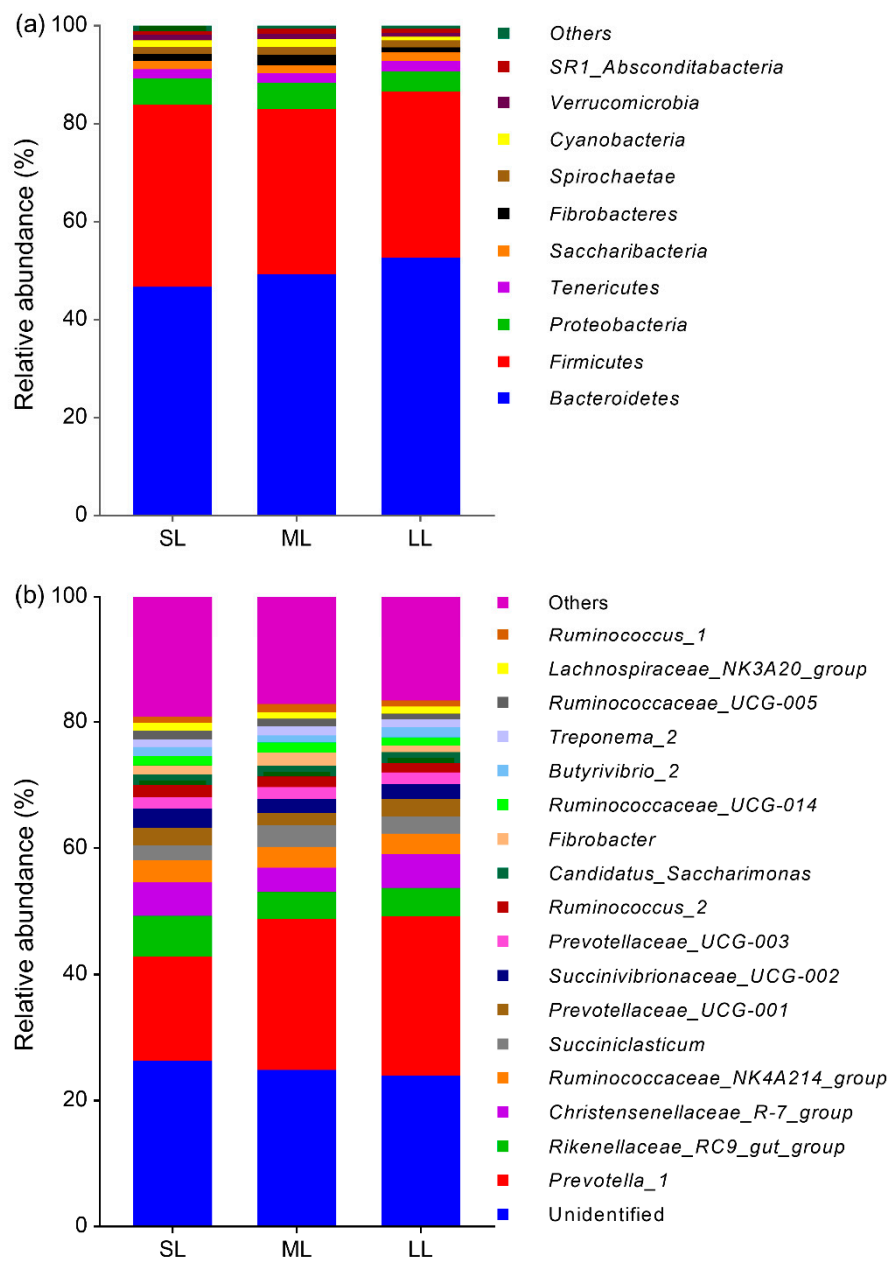 (a)
Relative abundance (%)
100
80
60
40
20
0
SL ML LL
Others
SR1_Absconditabacteria
Verrucomicrobia
Cyanobacteria
Spirochaetae
Fibrobacteres
Saccharibacteria
Tenericutes
Proteobacteria
Firmicutes
Bacteroidetes
(b)
Relative abundance (%)
100
80
60
40
20
0
SL ML LL
Others
Ruminococcus_1
Lachnospiraceae_NK3A20_group
Ruminococcaceae_UCG-005
Treponema_2
Butyrivibrio_2
Ruminococcaceae_UCG-014
Fibrobacter
Candidatus_Saccharimonas
Ruminococcus_2
Prevotellaceae_UCG-003
Succinivibrionaceae_UCG-002
Prevotellaceae_UCG-001
Succiniclasticum
Ruminococcaceae_NK4A214_group
Christensenellaceae_R-7_group
Rikenellaceae_RC9_gut_group
Prevotella_1
Unidentified